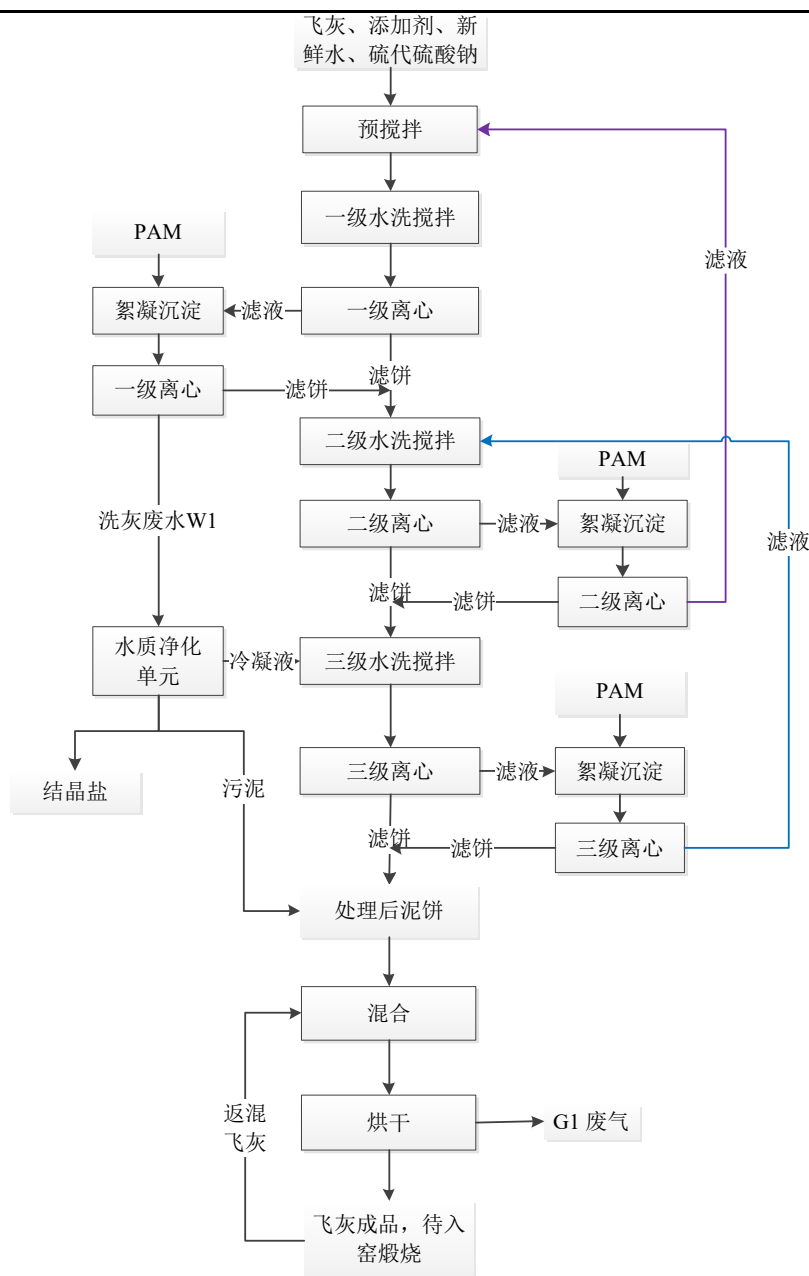 飞灰、添加剂、新
鲜水、硫代硫酸钠
预搅拌
一级水洗搅拌
PAM
滤液
絮凝沉淀
滤液
一级离心
滤饼
一级离心
滤饼
二级水洗搅拌
PAM
洗灰废水W1
二级离心
滤液
絮凝沉淀
滤液
滤饼
滤饼
二级离心
水质净化
单元
冷凝液
三级水洗搅拌
PAM
结晶盐
污泥
三级离心
滤液
絮凝沉淀
滤饼
滤饼
三级离心
处理后泥饼
混合
返混
飞灰
烘干
G1 废气
飞灰成品，待入
窑煅烧